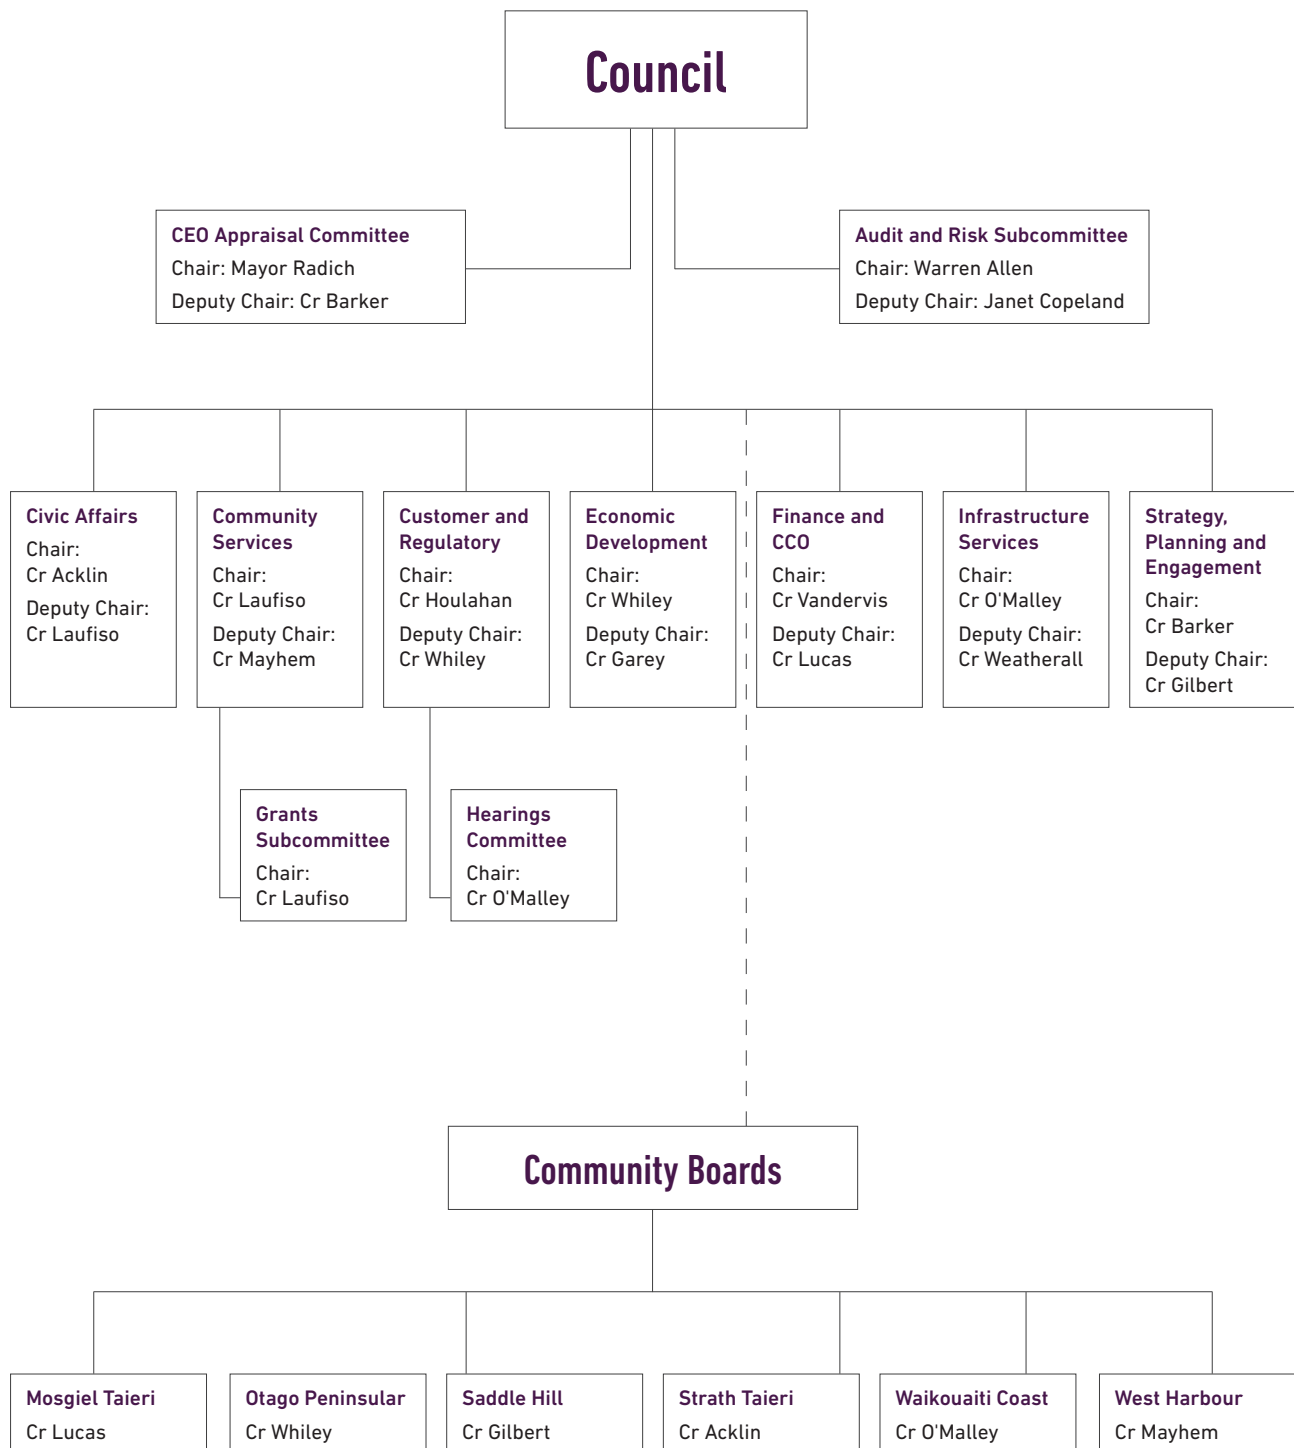 Council
CEO Appraisal Committee
Chair: Mayor Radich
Deputy Chair: Cr Barker
Audit and Risk Subcommittee
Chair: Warren Allen
Deputy Chair: Janet Copeland
Civic Affairs
Chair:
Cr Acklin
Deputy Chair:
Cr Laufiso
Community
Services
Chair:
Cr Laufiso
Deputy Chair:
Cr Mayhem
Customer and
Regulatory
Chair:
Cr Houlahan
Deputy Chair:
Cr Whiley
Economic
Development
Chair:
Cr Whiley
Deputy Chair:
Cr Garey
Finance and
CCO
Chair:
Cr Vandervis
Deputy Chair:
Cr Lucas
Infrastructure
Services
Chair:
Cr O'Malley
Deputy Chair:
Cr Weatherall
Strategy,
Planning and
Engagement
Chair:
Cr Barker
Deputy Chair:
Cr Gilbert
Grants
Subcommittee
Chair:
Cr Laufiso
Hearings
Committee
Chair:
Cr O'Malley
Community Boards
Mosgiel Taieri
Cr Lucas
Otago Peninsular
Cr Whiley
Saddle Hill
Cr Gilbert
Strath Taieri
Cr Acklin
Waikouaiti Coast
Cr O'Malley
West Harbour
Cr Mayhem